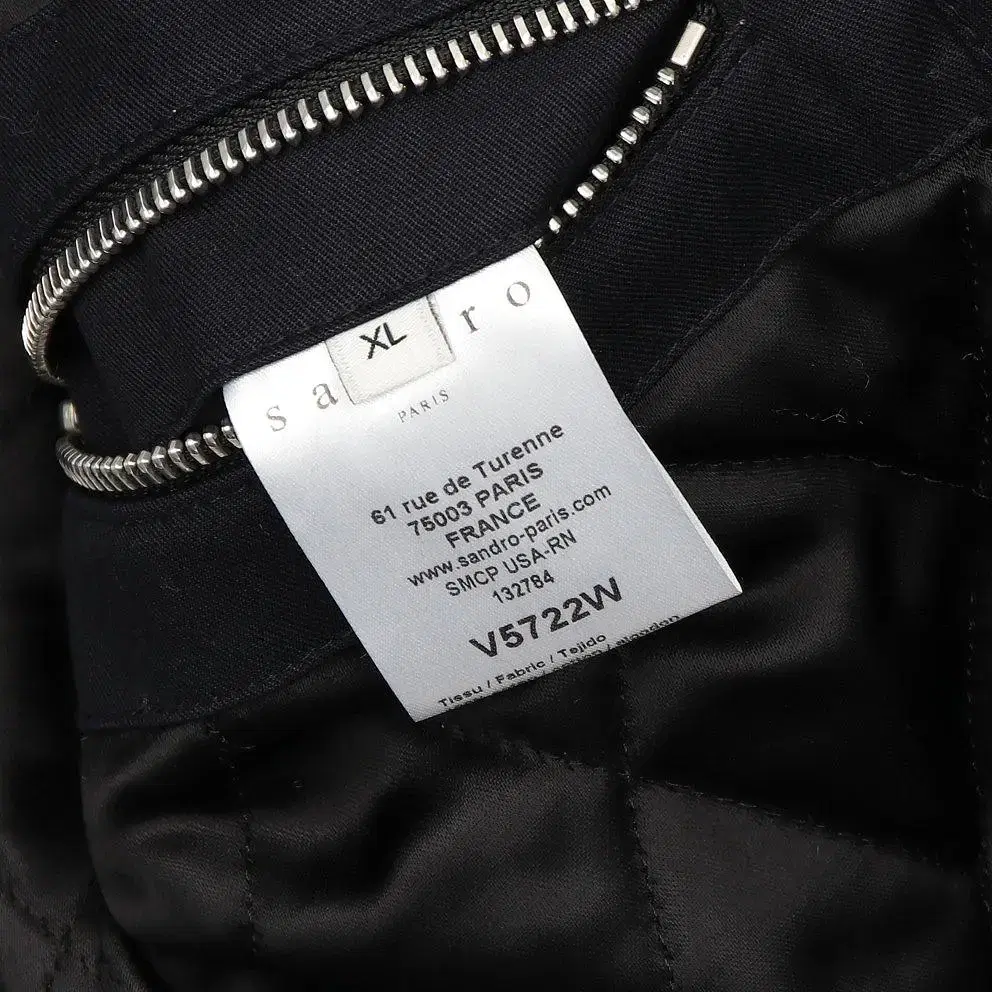 XL
sa ro
PARIS
61 rue de Turenne
75003 PARIS
FRANCE
www.sandro-paris.com
SMCP USA-RN
132784
V5722W
Tissu / Fabric / Tejido
/ algodon